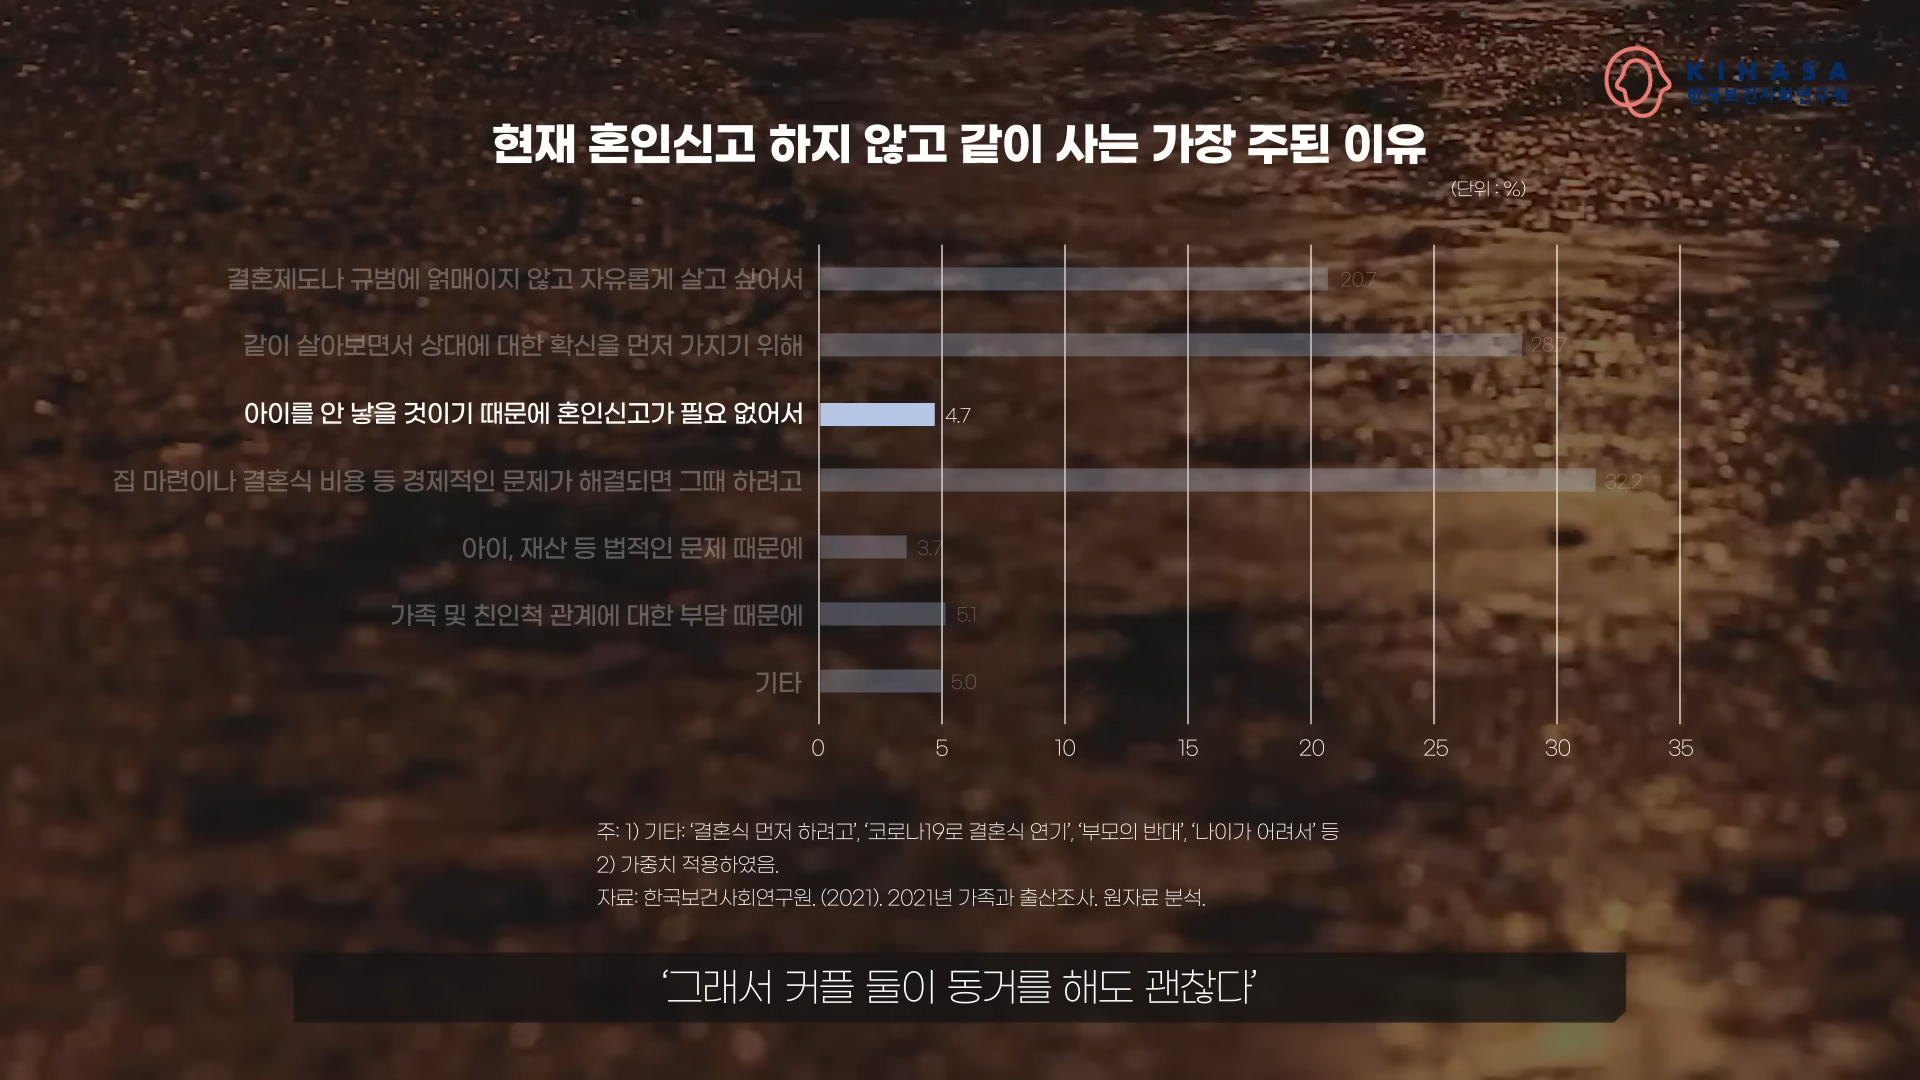 KIHASA
한국보건사회연구원
현재 혼인신고 하지 않고 같이 사는 가장 주된 이유
(단위 : %)
결혼제도나 규범에 얽매이지 않고 자유롭게 살고 싶어서 20.7
같이 살아보면서 상대에 대한 확신을 먼저 가지기 위해 28.7
아이를 안 낳을 것이기 때문에 혼인신고가 필요 없어서 4.7
집 마련이나 결혼식 비용 등 경제적인 문제가 해결되면 그때 하려고 32.2
아이, 재산 등 법적인 문제 때문에 3.7
가족 및 친인척 관계에 대한 부담 때문에 5.1
기타 5.0
0 5 10 15 20 25 30 35
주: 1) 기타: ‘결혼식 먼저 하려고’, ‘코로나19로 결혼식 연기’, ‘부모의 반대’, ‘나이가 어려서’ 등
2) 가중치 적용하였음.
자료: 한국보건사회연구원. (2021). 2021년 가족과 출산조사. 원자료 분석.
‘그래서 커플 둘이 동거를 해도 괜찮다’